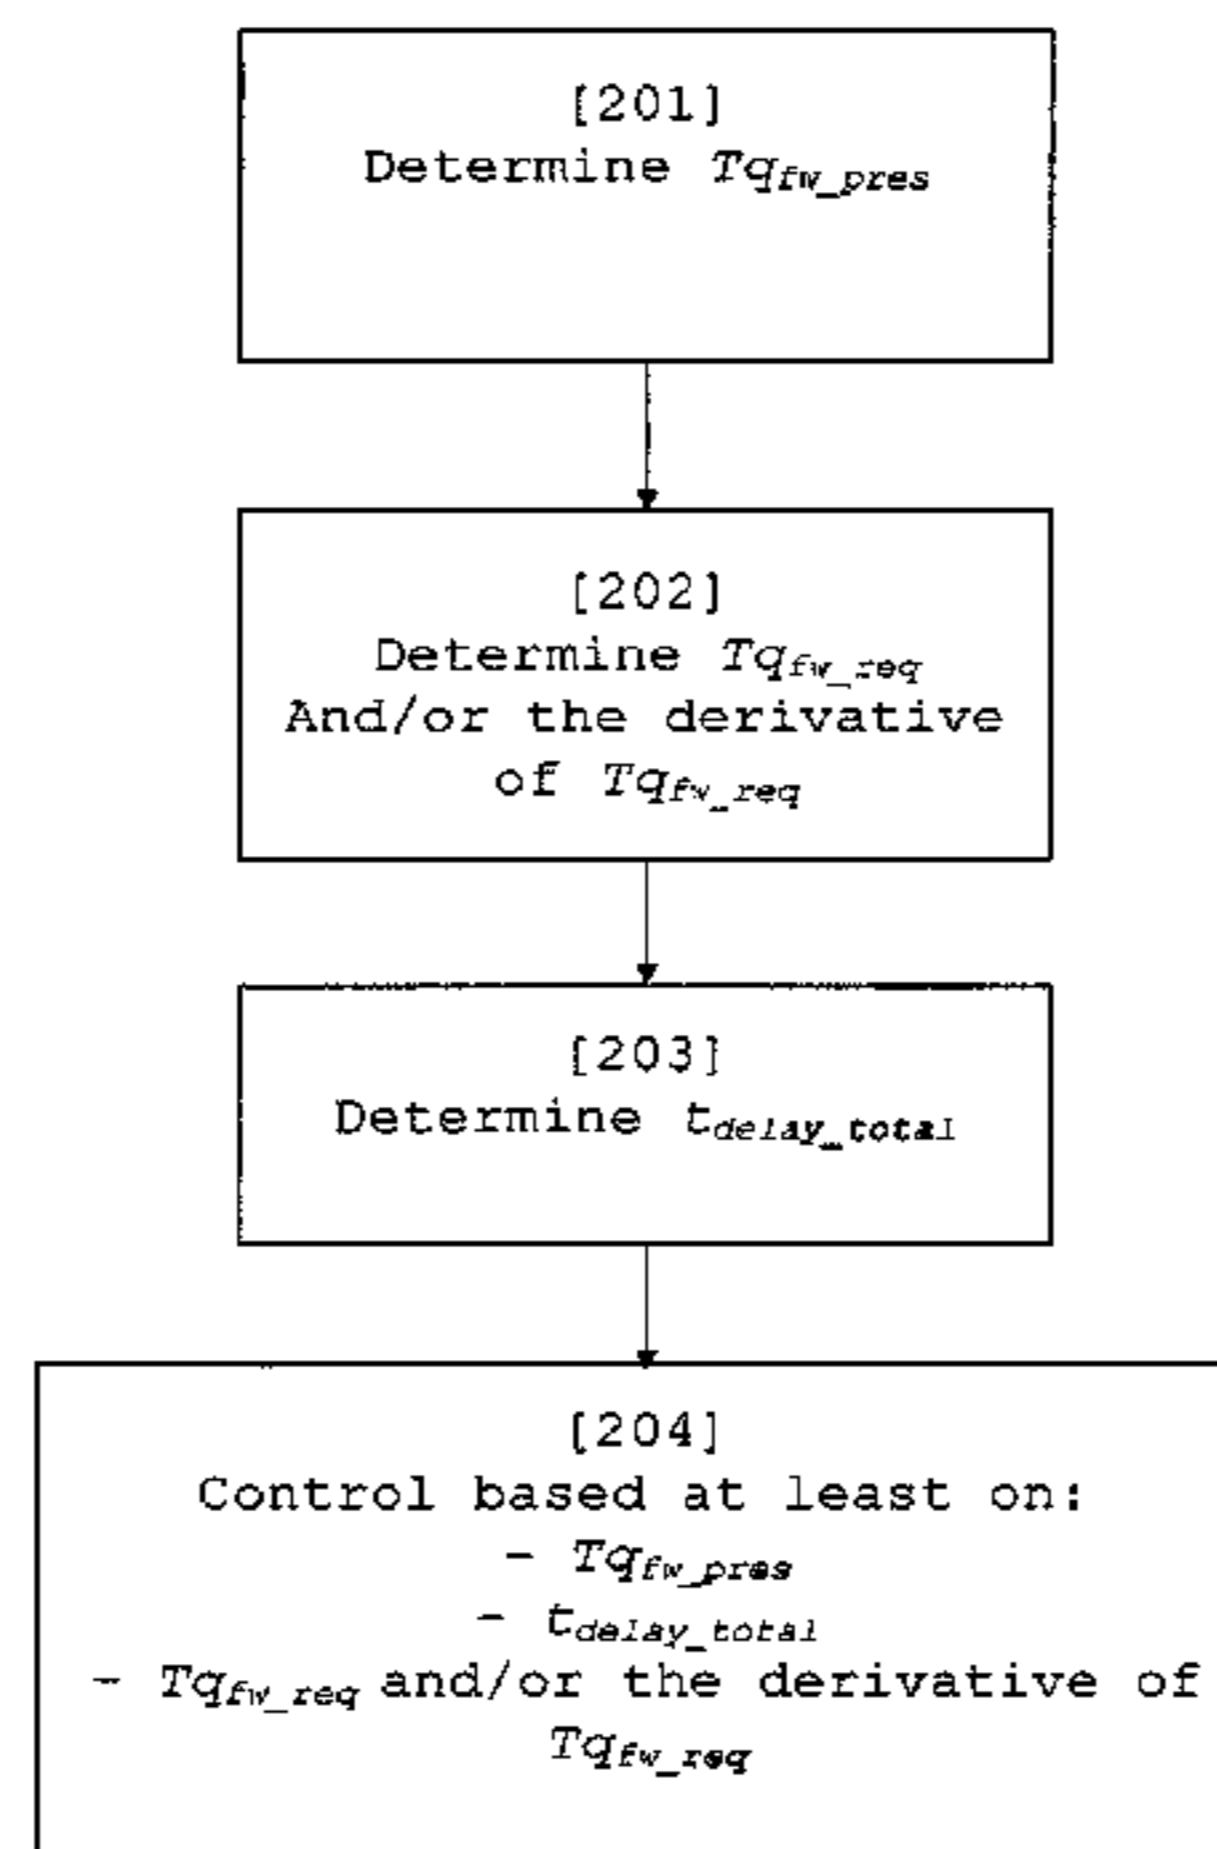 [201]
Determine Tqfw_pres
[202]
Determine Tqfw_req
And/or the derivative
of Tqfw_req
[203]
Determine tdelay_total
[204]
Control based at least on:
- Tqfw_pres
- tdelay_total
- Tqfw_req and/or the derivative of
Tqfw_req